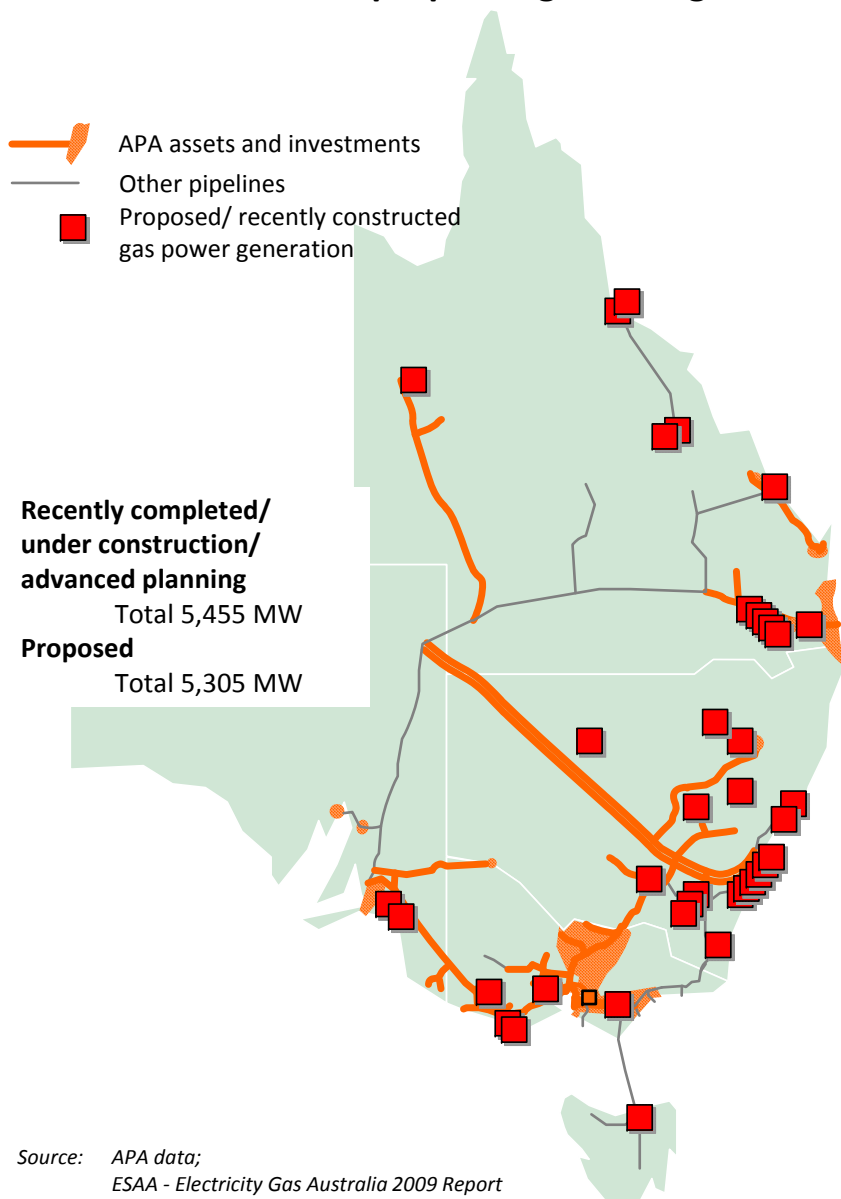 APA assets and investments
Other pipelines
Proposed/ recently constructed
gas power generation
Recently completed/
under construction/
advanced planning
Total 5,455 MW
Proposed
Total 5,305 MW
Source: APA data;
ESAA - Electricity Gas Australia 2009 Report